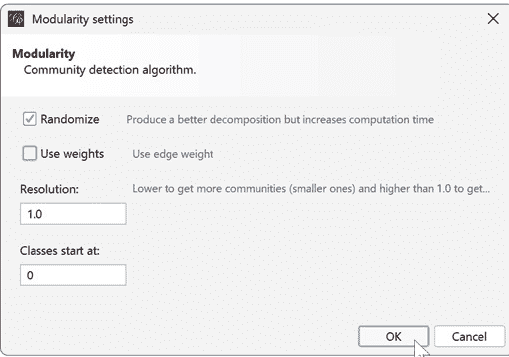 Modularity settings
Modularity
Community detection algorithm.
Randomize Produce a better decomposition but increases computation time
Use weights Use edge weight
Resolution: Lower to get more communities (smaller ones) and higher than 1.0 to get...
1.0
Classes start at:
0
OK Cancel